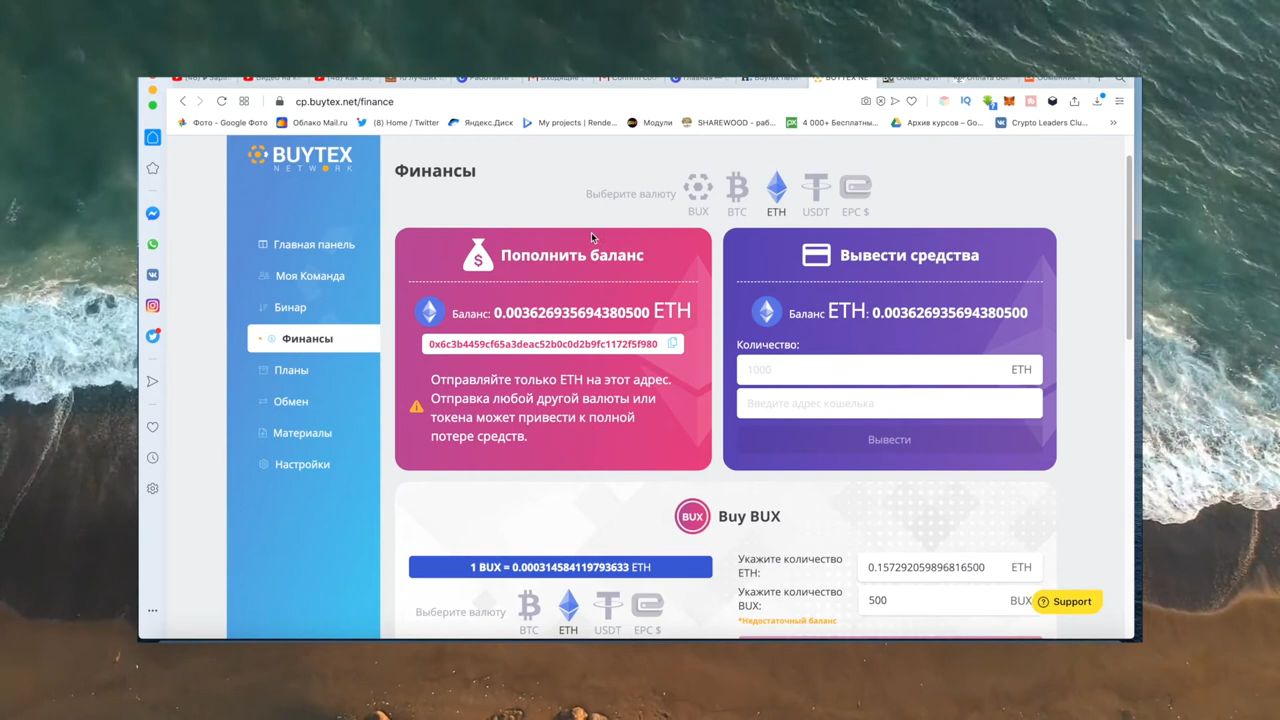 cp.buytex.net/finance
Фото - Google Фото
Облако Mail.ru
(8) Home / Twitter
Яндекс.Диск
My projects | Rende...
Модули
SHAREWOOD - раб...
4 000+ Бесплатны...
Архив курсов – Go...
Crypto Leaders Clu...
BUYTEX
NETWORK
Финансы
Выберите валюту
BUX
BTC
ETH
USDT
EPC $
Главная панель
Моя Команда
Бинар
Финансы
Планы
Обмен
Материалы
Настройки
Пополнить баланс
Баланс: 0.003626935694380500 ETH
0x6c3b4459cf65a3deac52b0c0d2b9fc1172f5f980
Отправляйте только ETH на этот адрес.
Отправка любой другой валюты или
токена может привести к полной
потере средств.
Вывести средства
Баланс ETH: 0.003626935694380500
Количество:
1000 ETH
Введите адрес кошелька
Вывести
BUX Buy BUX
1 BUX = 0.000314584119793633 ETH
Выберите валюту
BTC
ETH
USDT
EPC $
Укажите количество
ETH:
0.157292059896816500 ETH
Укажите количество
BUX:
500 BUX
*Недостаточный баланс
Support